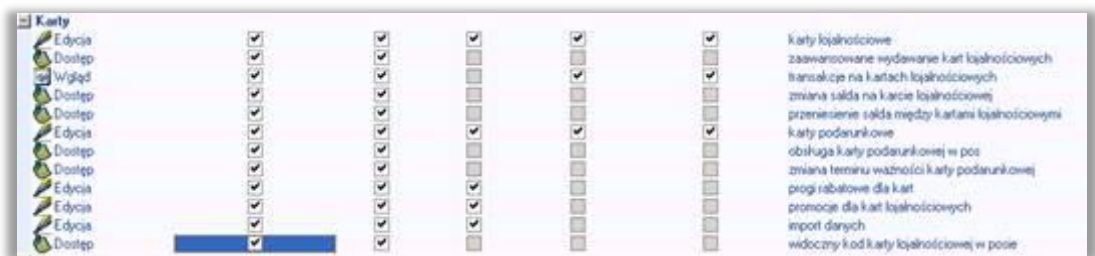 Karty
Edycja karty lojalnościowe
Dostęp zaawansowane wydawanie kart lojalnościowych
Wgląd transakcje na kartach lojalnościowych
Dostęp zmiana salda na karcie lojalnościowej
Dostęp przeniesienie salda między kartami lojalnościowymi
Edycja karty podarunkowe
Dostęp obsługa karty podarunkowej w pos
Dostęp zmiana terminu ważności karty podarunkowej
Edycja progi rabatowe dla kart
Edycja promocje dla kart lojalnościowych
Edycja import danych
Dostęp widoczny kod karty lojalnościowej w posie